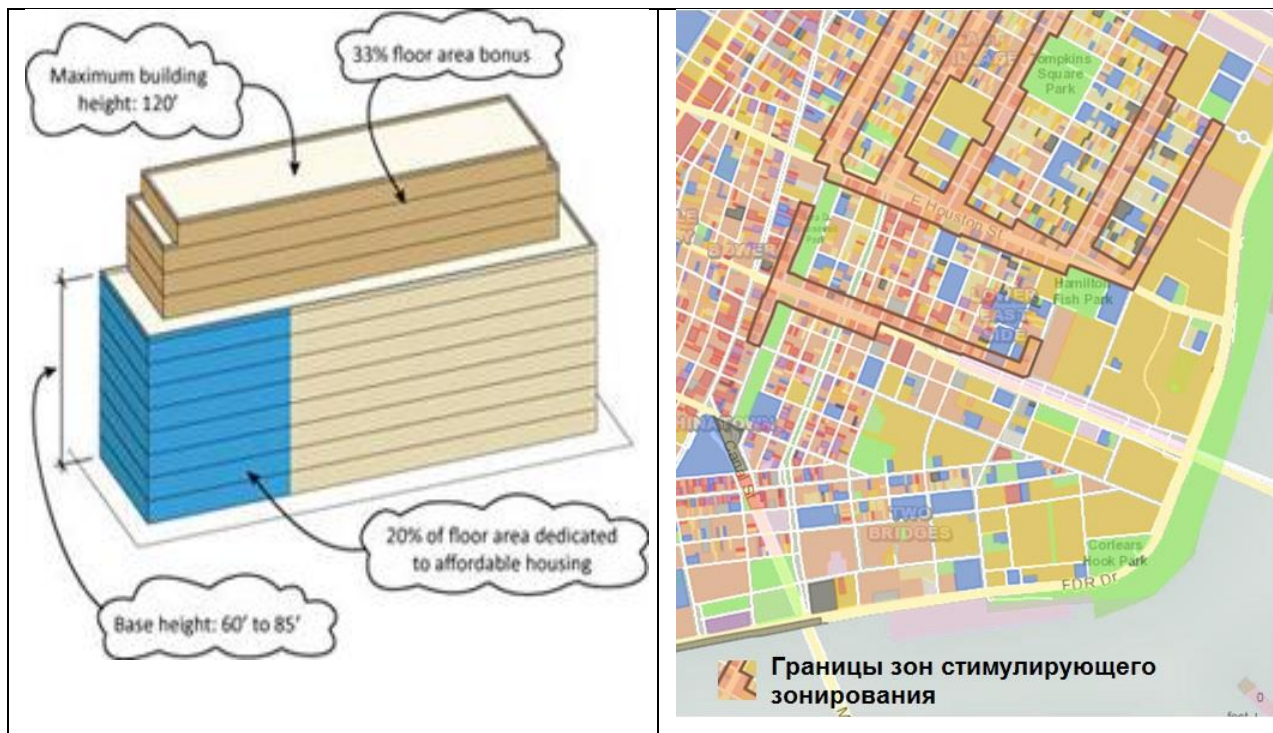 33% floor area bonus
Maximum building
height: 120’
20% of floor area dedicated
to affordable housing
Base height: 60’ to 85’
Tompkins
Square
Park
E Houston St
Hamilton
Fish Park
LOWER
EAST
SIDE
TWO
BRIDGES
Corlears
Hook Park
FDR Dr
Границы зон стимулирующего
зонирования
0